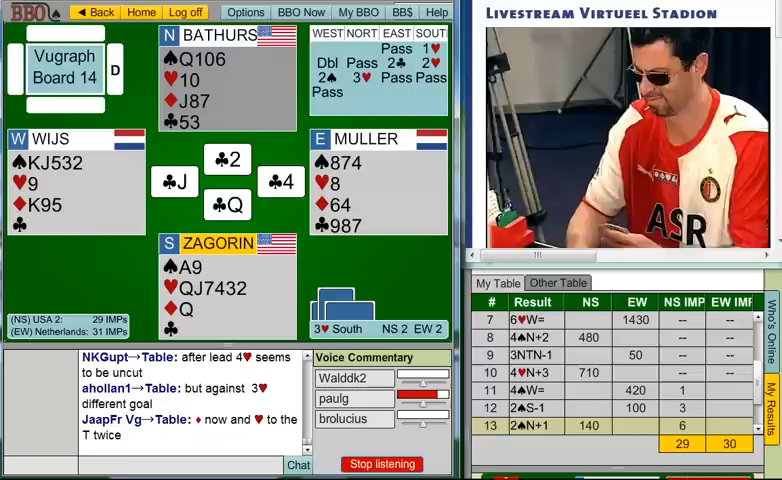 BBO ◄ Back Home Log off Options BBO Now My BBO BB$ Help
LIVESTREAM VIRTUEEL STADION
Vugraph
Board 14
D
N BATHURS
♠Q106
♥10
♦J87
♣53
WEST NORT EAST SOUT
Pass 1♥
Dbl Pass 2♣ 2♥
2♠ 3♥ Pass Pass
Pass
W WIJS
♠KJ532
♥9
♦K95
♣
♣2
♣J
♣4
♣Q
E MULLER
♠874
♥8
♦64
♣987
S ZAGORIN
♠A9
♥QJ7432
♦Q
♣
(NS) USA 2: 29 IMPs
(EW) Netherlands: 31 IMPs
3♥ South NS 2 EW 2
ASR
NKGupt→Table: after lead 4♥ seems
to be uncut
ahollan1→Table: but against 3♥
different goal
JaapFr Vg→Table: ♦ now and ♥ to the
T twice
Chat
Voice Commentary
Walddk2
paulg
brolucius
Stop listening
My Table Other Table
# Result NS EW NS IMP EW IMP
7 6♥W= 1430 -- --
8 4♠N+2 480 -- --
9 3NTN-1 50 -- --
10 4♥N+3 710 -- --
11 4♠W= 420 1
12 2♠S-1 100 3
13 2♠N+1 140 6
29 30
Who's Online
My Results